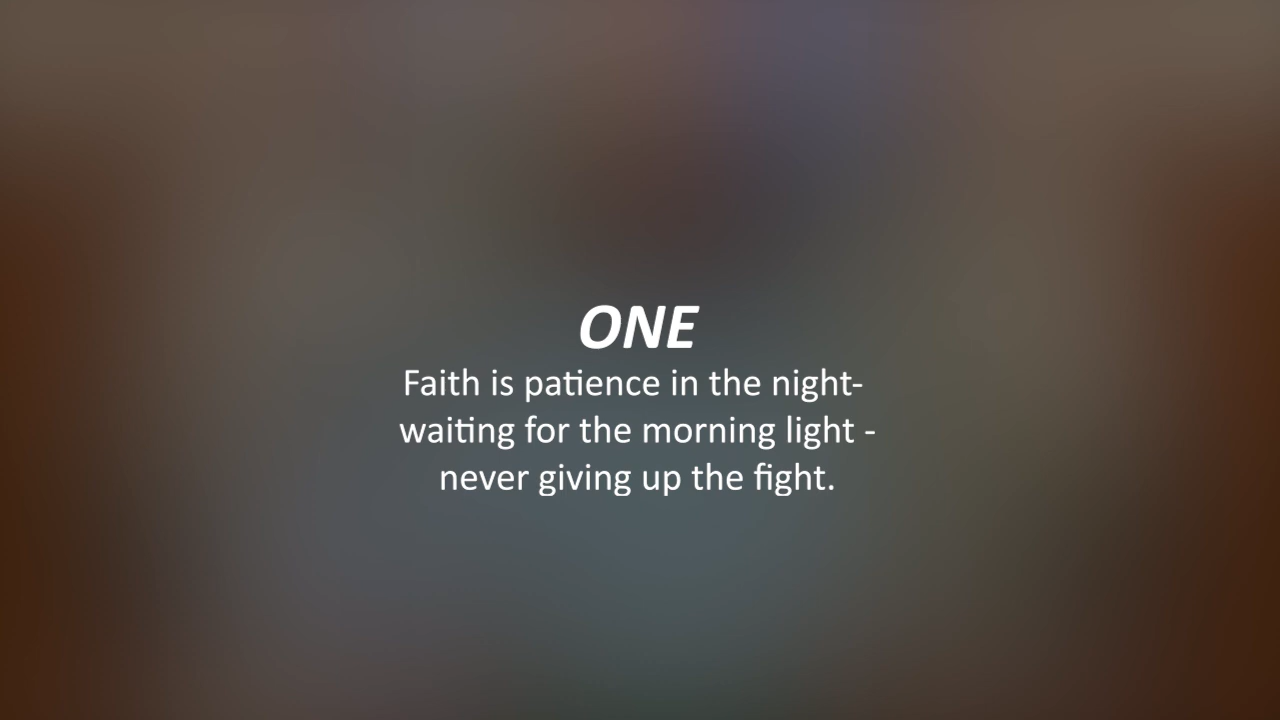 ONE
Faith is patience in the night-
waiting for the morning light -
never giving up the fight.